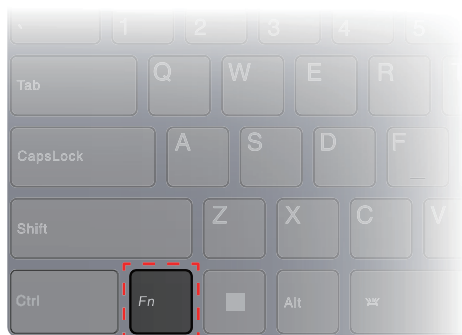 ` 1 2 3 4 5
Tab Q W E R
CapsLock A S D F
Shift Z X C V
Ctrl Fn Alt